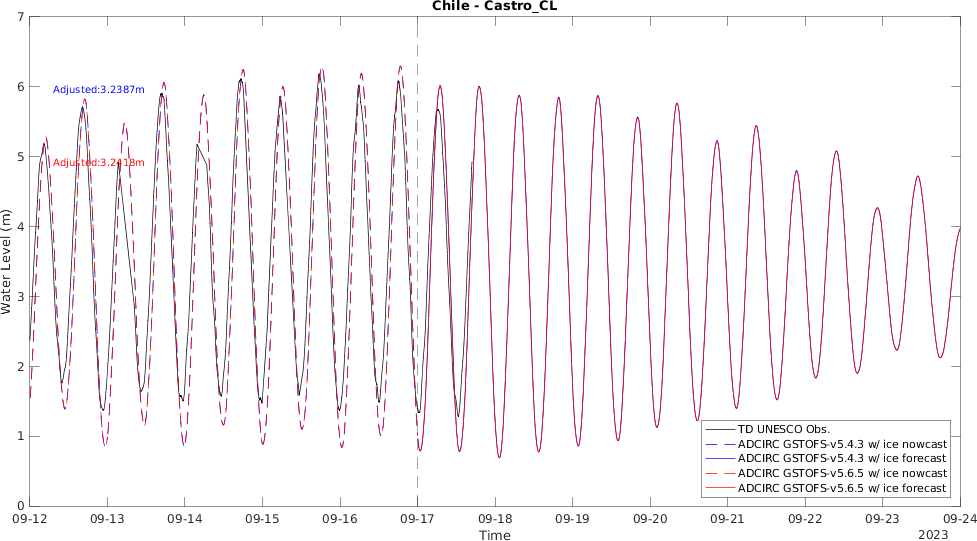 Chile - Castro_CL
7
6
5
4
3
2
1
0
Water Level (m)
Adjusted:3.2387m
Adjusted:3.2418m
TD UNESCO Obs.
ADCIRC GSTOFS-v5.4.3 w/ ice nowcast
ADCIRC GSTOFS-v5.4.3 w/ ice forecast
ADCIRC GSTOFS-v5.6.5 w/ ice nowcast
ADCIRC GSTOFS-v5.6.5 w/ ice forecast
09-12 09-13 09-14 09-15 09-16 09-17 09-18 09-19 09-20 09-21 09-22 09-23 09-24
Time
2023